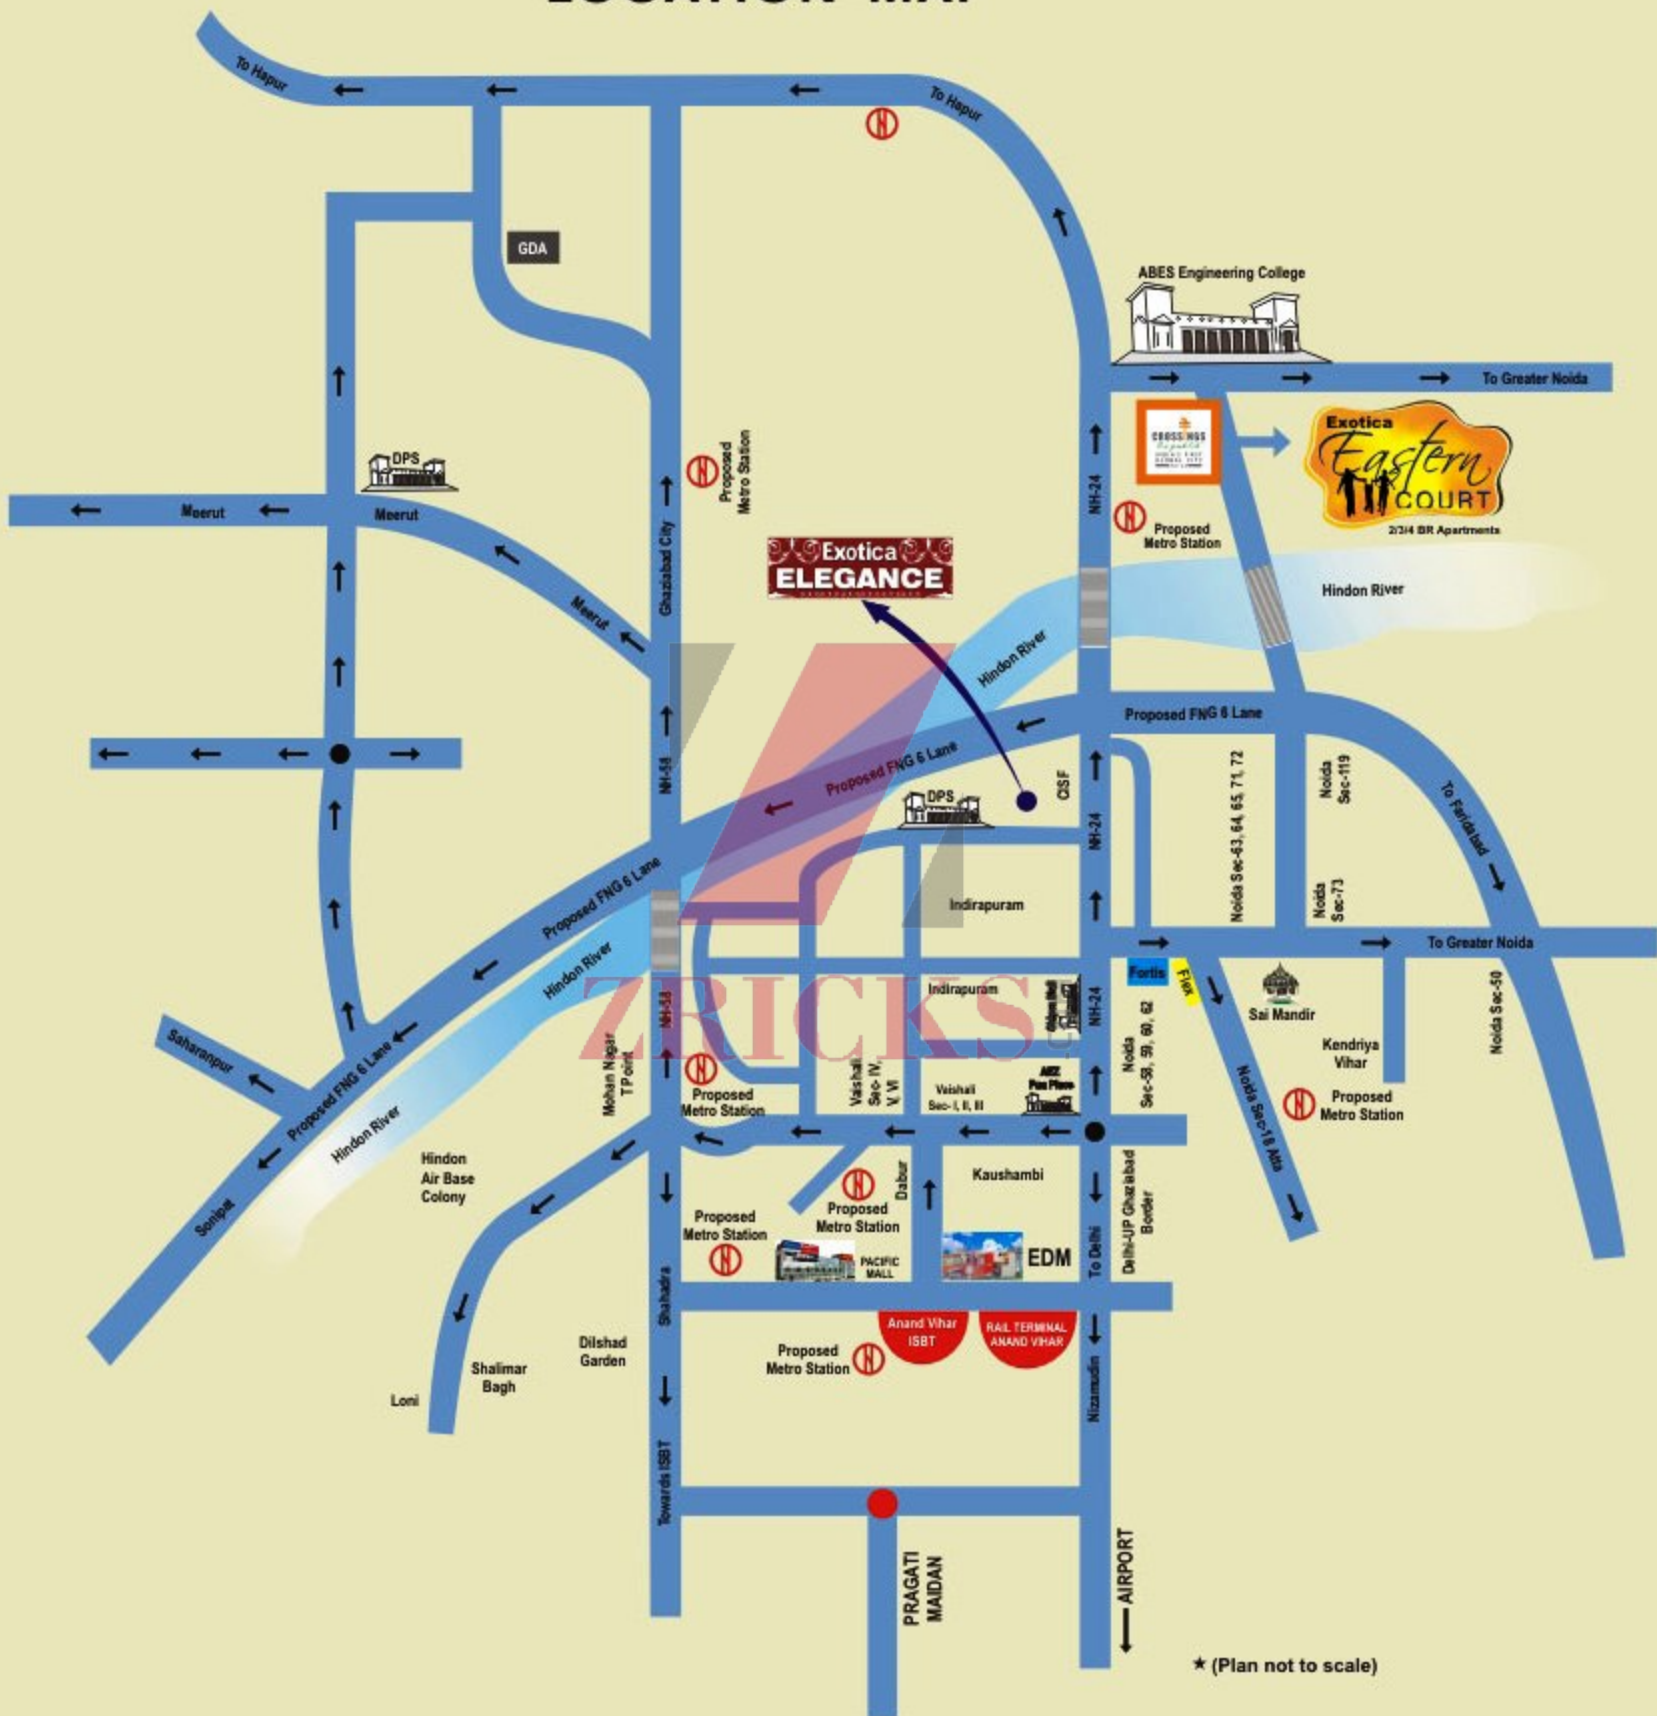 LOCATION MAP
To Hapur
To Hapur
GDA
ABES Engineering College
To Greater Noida
CROSSINGS
Exotica
Eastern
COURT
2/3/4 BR Apartments
DPS
Meerut
Meerut
Meerut
Proposed
Metro Station
Ghaziabad City
NH-24
Proposed
Metro Station
Exotica
ELEGANCE
Hindon River
Hindon River
Proposed FNG 6 Lane
Proposed FNG 6 Lane
NH-58
DPS
CISF
NH-24
Noida Sec-63, 64, 65, 71, 72
Noida
Sec-119
To Faridabad
Proposed FNG 6 Lane
Indirapuram
Noida
Sec-73
To Greater Noida
Hindon River
ZRICKS
NH-58
Indirapuram
NH-24
Fortis
Flex
Sai Mandir
Noida Sec-50
Saharanpur
Proposed FNG 6 Lane
Hindon River
Mohan Nagar
T Point
Proposed
Metro Station
Vaishali
Sec- IV,
V, VI
Vaishali
Sec- I, II, III
Noida
Sec-58, 59, 60, 62
Noida Sec-18 Atta
Kendriya
Vihar
Proposed
Metro Station
Hindon
Air Base
Colony
Sonipat
Dabur
Kaushambi
Delhi-UP Ghaziabad
Border
Proposed
Metro Station
Proposed
Metro Station
PACIFIC
MALL
EDM
To Delhi
Shahadra
Anand Vihar
ISBT
RAIL TERMINAL
ANAND VIHAR
Proposed
Metro Station
Dilshad
Garden
Shalimar
Bagh
Loni
Nizamudin
Towards ISBT
PRAGATI
MAIDAN
AIRPORT
★ (Plan not to scale)